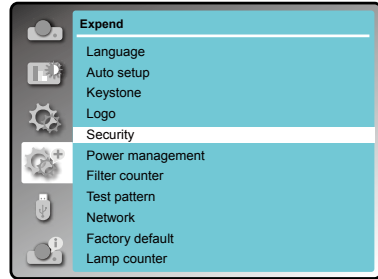 Expend
Language
Auto setup
Keystone
Logo
Security
Power management
Filter counter
Test pattern
Network
Factory default
Lamp counter